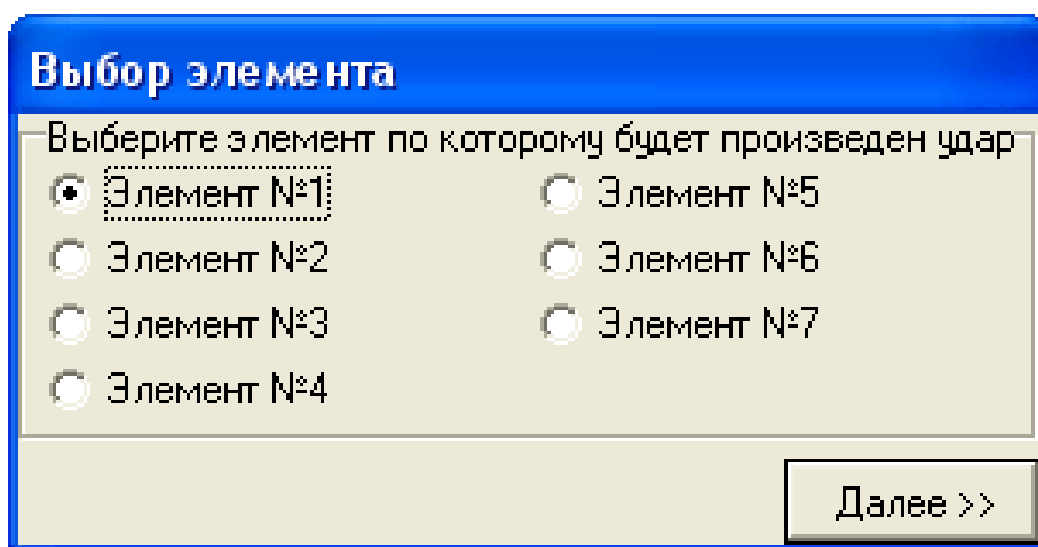 Выбор элемента
Выберите элемент по которому будет произведен удар
Элемент №1
Элемент №2
Элемент №3
Элемент №4
Элемент №5
Элемент №6
Элемент №7
Далее >>